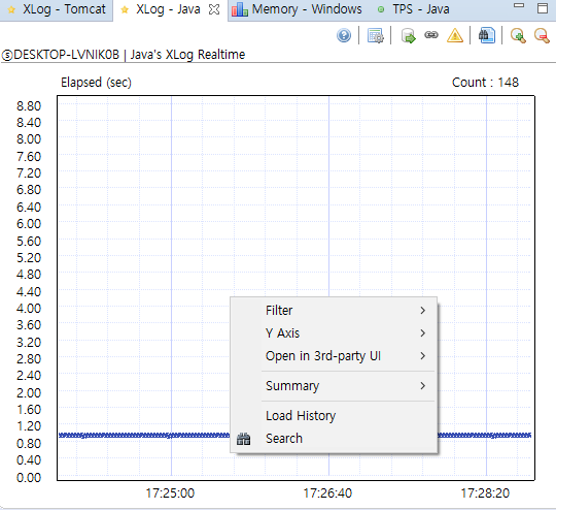 XLog - Tomcat XLog - Java Memory - Windows TPS - Java
ⓢDESKTOP-LVNIK0B | Java's XLog Realtime
Elapsed (sec) Count : 148
8.80
8.40
8.00
7.60
7.20
6.80
6.40
6.00
5.60
5.20
4.80
4.40
4.00
3.60
3.20
2.80
2.40
2.00
1.60
1.20
0.80
0.40
0.00
Filter
Y Axis
Open in 3rd-party UI
Summary
Load History
Search
17:25:00 17:26:40 17:28:20